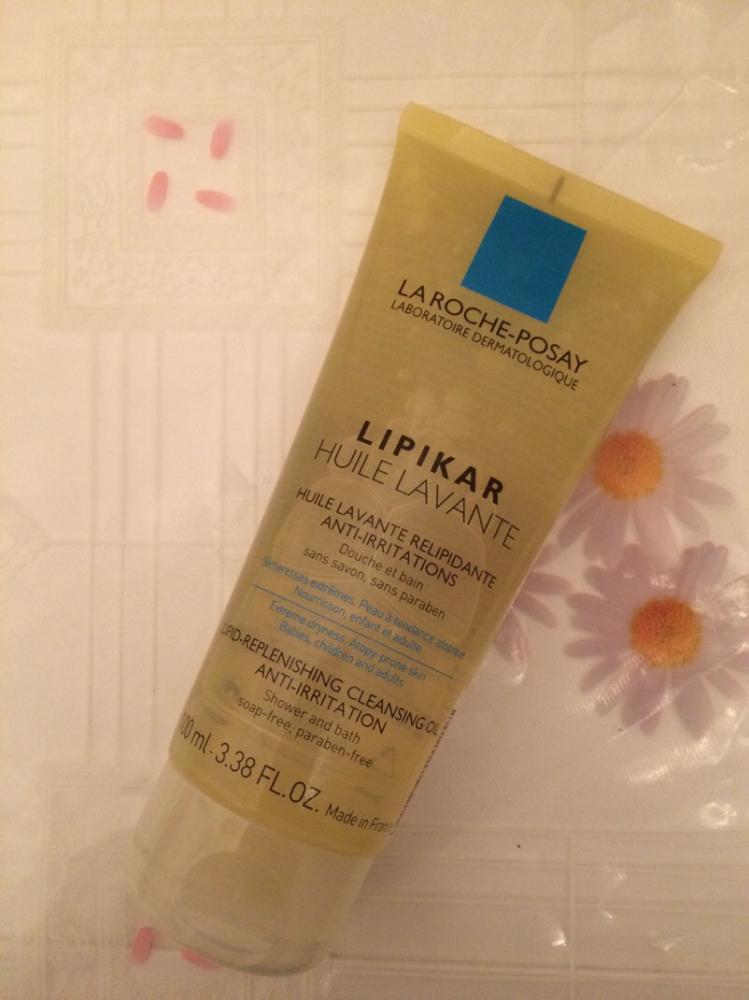 LA ROCHE-POSAY
LABORATOIRE DERMATOLOGIQUE
LIPIKAR
HUILE LAVANTE
HUILE LAVANTE RELIPIDANTE
ANTI-IRRITATIONS
Douche et bain
sans savon, sans paraben
Sécheresses extrêmes. Peau à tendance atopique
Nourrisson, enfant et adulte
Extreme dryness. Atopy-prone skin
Babies, children and adults
LIPID-REPLENISHING CLEANSING OIL
ANTI-IRRITATION
Shower and bath
soap-free, paraben-free
100 ml - 3.38 FL.OZ. Made in France